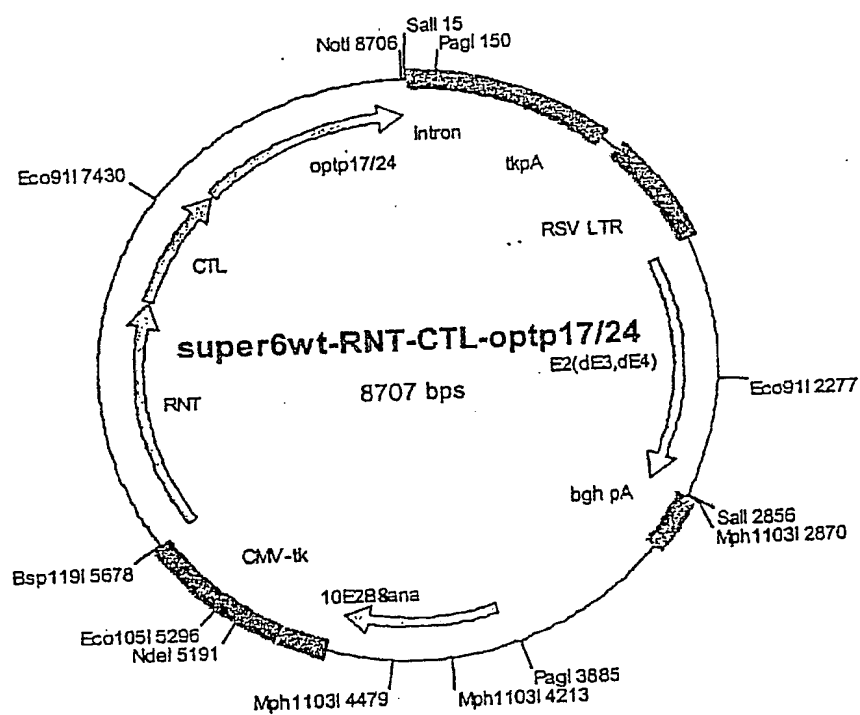 SalI 15
NotI 8706
PagI 150
intron
optp17/24
tkpA
Eco91I 7430
RSV LTR
CTL
super6wt-RNT-CTL-optp17/24
E2(dE3,dE4)
8707 bps
Eco91I 2277
RNT
bgh pA
SalI 2856
Mph1103I 2870
CMV-tk
Bsp119I 5678
10E2BS&ana
Eco105I 5296
NdeI 5191
PagI 3885
Mph1103I 4479
Mph1103I 4213